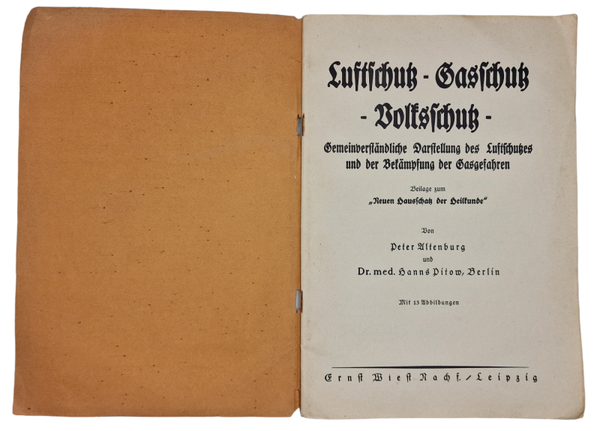 Luftschutz - Gasschutz
- Volksschutz -
Gemeinverständliche Darstellung des Luftschutzes
und der Bekämpfung der Gasgefahren
Beilage zum
„Neuen Hausschatz der Heilkunde“
Von
Peter Altenburg
und
Dr. med. Hanns Pitow, Berlin
Mit 13 Abbildungen
Ernst Wiest Nachf. / Leipzig